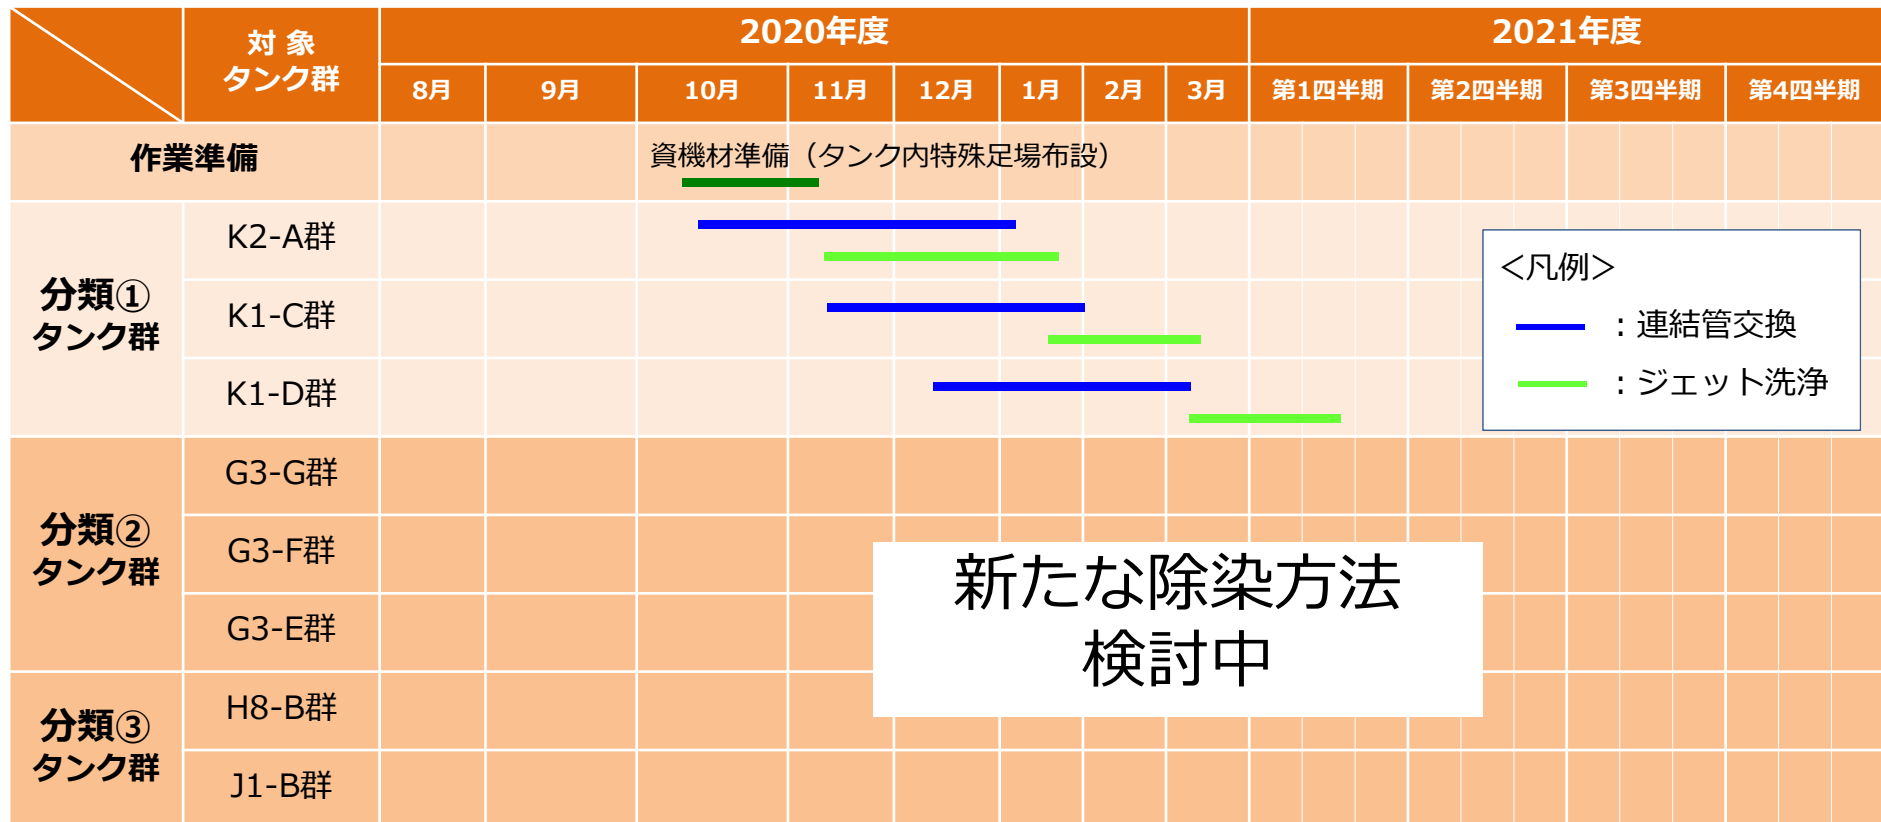 対 象
タンク群
2020年度
2021年度
8月
9月
10月
11月
12月
1月
2月
3月
第1四半期
第2四半期
第3四半期
第4四半期
作業準備
資機材準備（タンク内特殊足場布設）
分類①
タンク群
K2-A群
K1-C群
K1-D群
＜凡例＞
：連結管交換
：ジェット洗浄
分類②
タンク群
G3-G群
G3-F群
G3-E群
新たな除染方法
検討中
分類③
タンク群
H8-B群
J1-B群